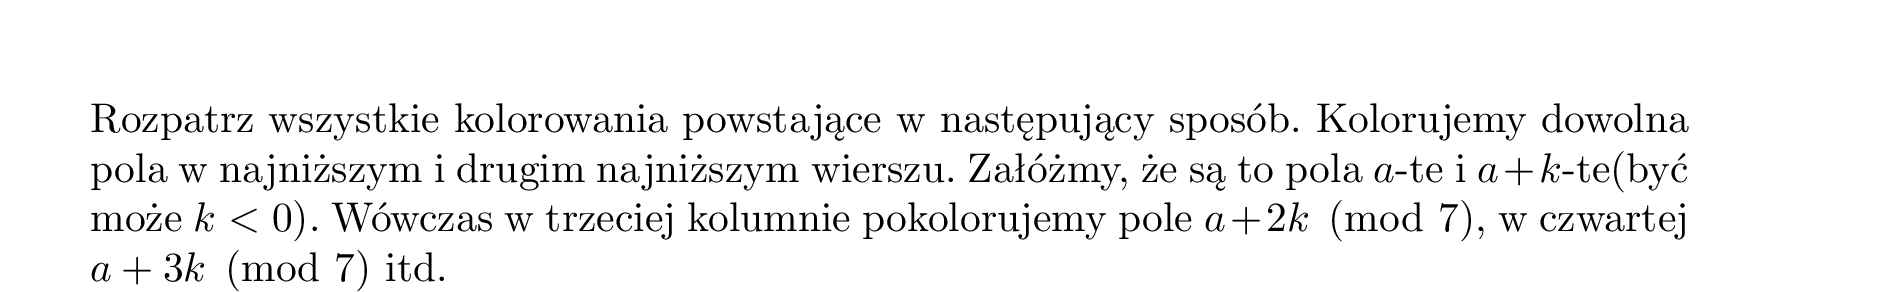 Rozpatrz wszystkie kolorowania powstające w następujący sposób. Kolorujemy dowolna
pola w najniższym i drugim najniższym wierszu. Załóżmy, że są to pola a-te i a+k-te(być
może k < 0). Wówczas w trzeciej kolumnie pokolorujemy pole a+2k (mod 7), w czwartej
a + 3k (mod 7) itd.